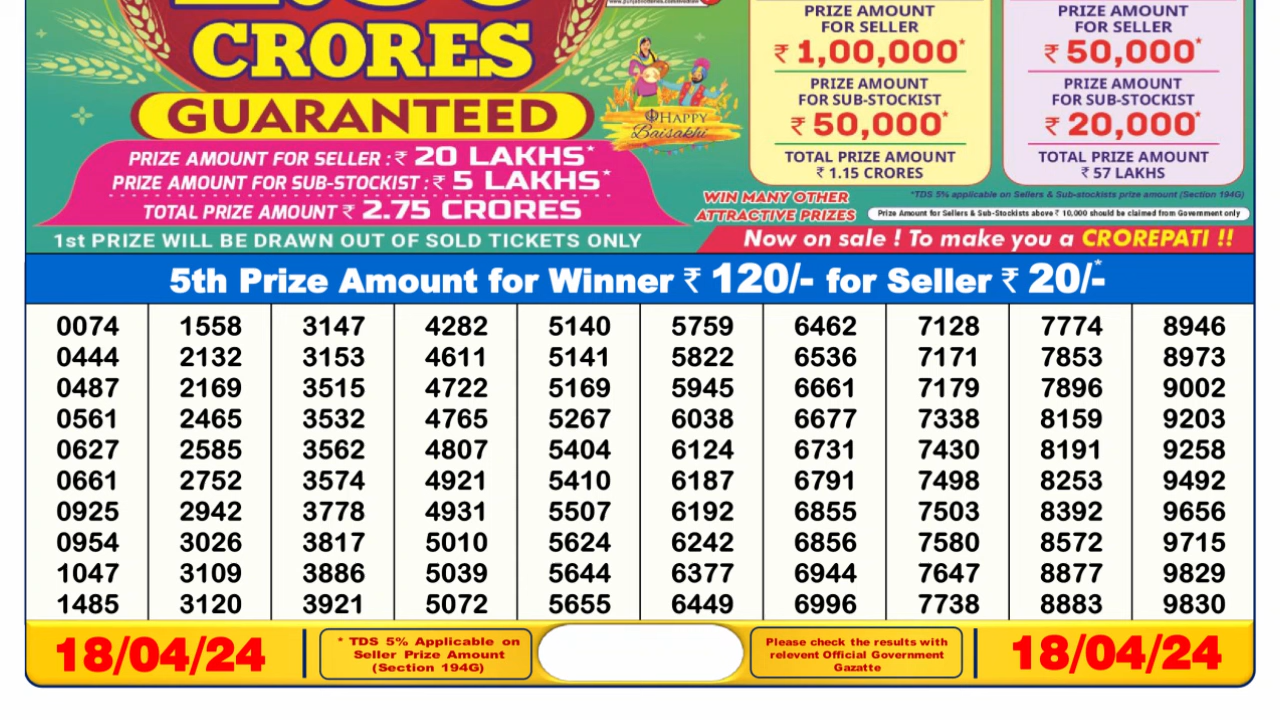 CRORES
GUARANTEED
PRIZE AMOUNT FOR SELLER : ₹ 20 LAKHS*
PRIZE AMOUNT FOR SUB-STOCKIST : ₹ 5 LAKHS*
TOTAL PRIZE AMOUNT ₹ 2.75 CRORES
1st PRIZE WILL BE DRAWN OUT OF SOLD TICKETS ONLY
HAPPY
Baisakhi
PRIZE AMOUNT
FOR SELLER
₹ 1,00,000*
PRIZE AMOUNT
FOR SUB-STOCKIST
₹ 50,000*
TOTAL PRIZE AMOUNT
₹ 1.15 CRORES
PRIZE AMOUNT
FOR SELLER
₹ 50,000*
PRIZE AMOUNT
FOR SUB-STOCKIST
₹ 20,000*
TOTAL PRIZE AMOUNT
₹ 57 LAKHS
WIN MANY OTHER
ATTRACTIVE PRIZES
*TDS 5% applicable on Sellers & Sub-stockists prize amount (Section 194G)
Prize Amount for Sellers & Sub-Stockists above ₹ 10,000 should be claimed from Government only
Now on sale ! To make you a CROREPATI !!
5th Prize Amount for Winner ₹ 120/- for Seller ₹ 20/-*
0074 1558 3147 4282 5140 5759 6462 7128 7774 8946
0444 2132 3153 4611 5141 5822 6536 7171 7853 8973
0487 2169 3515 4722 5169 5945 6661 7179 7896 9002
0561 2465 3532 4765 5267 6038 6677 7338 8159 9203
0627 2585 3562 4807 5404 6124 6731 7430 8191 9258
0661 2752 3574 4921 5410 6187 6791 7498 8253 9492
0925 2942 3778 4931 5507 6192 6855 7503 8392 9656
0954 3026 3817 5010 5624 6242 6856 7580 8572 9715
1047 3109 3886 5039 5644 6377 6944 7647 8877 9829
1485 3120 3921 5072 5655 6449 6996 7738 8883 9830
18/04/24
* TDS 5% Applicable on
Seller Prize Amount
(Section 194G)
Please check the results with
relevent Official Government
Gazatte
18/04/24